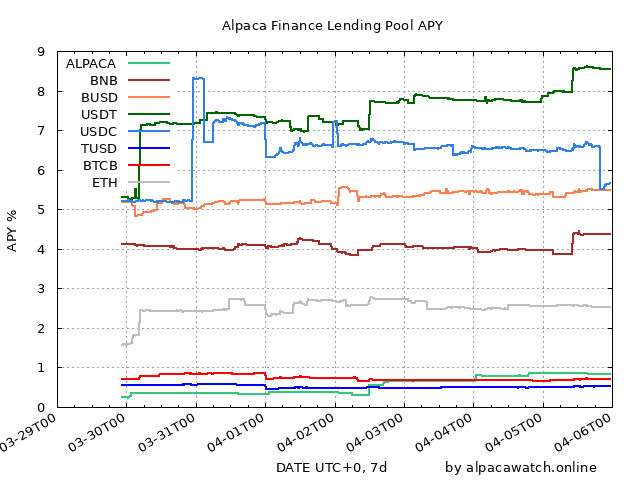 Alpaca Finance Lending Pool APY
9
8
7
6
5
4
3
2
1
0
APY %
ALPACA
BNB
BUSD
USDT
USDC
TUSD
BTCB
ETH
03-29T00
03-30T00
03-31T00
04-01T00
04-02T00
04-03T00
04-04T00
04-05T00
04-06T00
DATE UTC+0, 7d
by alpacawatch.online